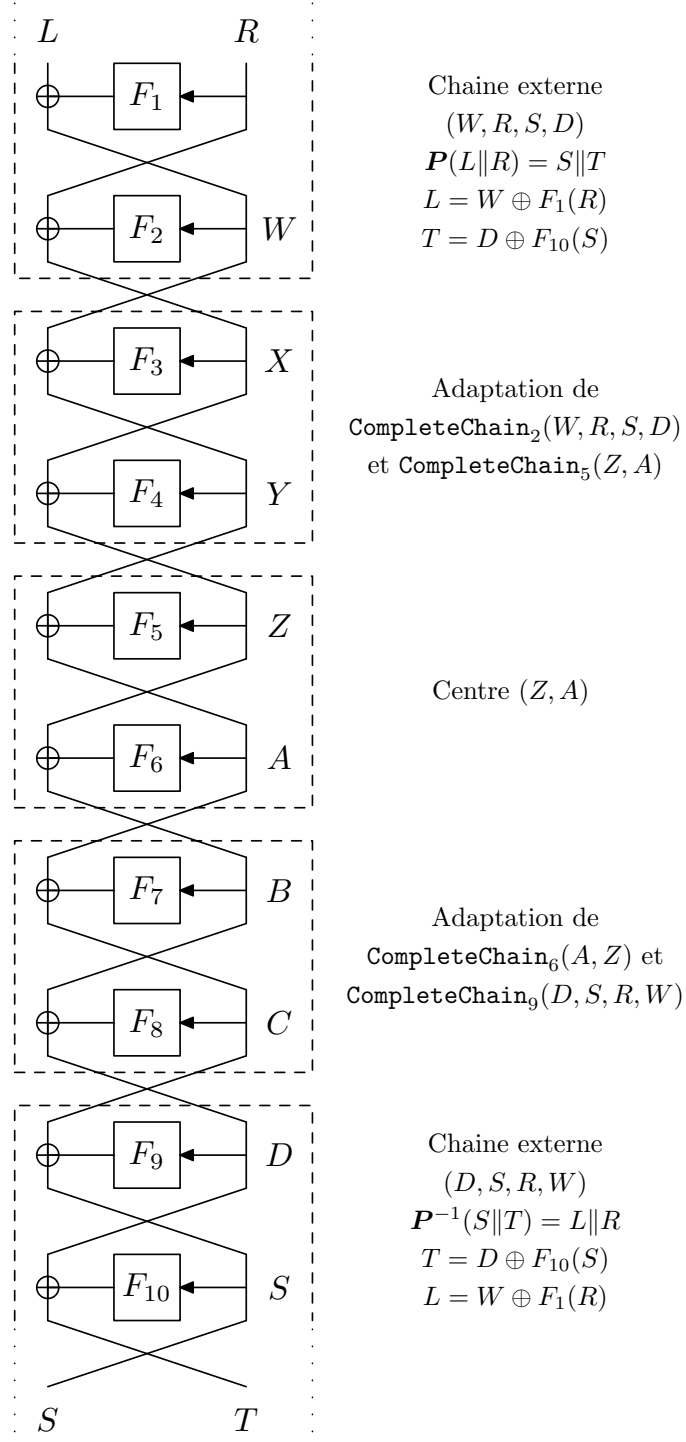 L R
F₁
Chaine externe
(W, R, S, D)
P(L∥R) = S∥T
L = W ⊕ F₁(R)
T = D ⊕ F₁₀(S)
F₂ W
F₃ X
Adaptation de
CompleteChain₂(W, R, S, D)
et CompleteChain₅(Z, A)
F₄ Y
F₅ Z
Centre (Z, A)
F₆ A
F₇ B
Adaptation de
CompleteChain₆(A, Z) et
CompleteChain₉(D, S, R, W)
F₈ C
F₉ D
Chaine externe
(D, S, R, W)
P⁻¹(S∥T) = L∥R
T = D ⊕ F₁₀(S)
L = W ⊕ F₁(R)
F₁₀ S
S T